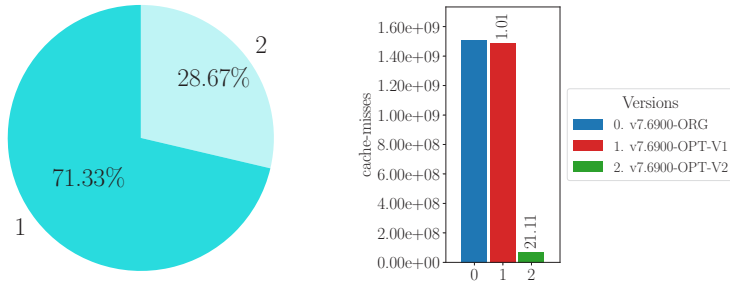 2
28.67%
71.33%
1
cache-misses
1.60e+09
1.40e+09
1.20e+09
1.00e+09
8.00e+08
6.00e+08
4.00e+08
2.00e+08
0.00e+00
1.01
21.11
0 1 2
Versions
0. v7.6900-ORG
1. v7.6900-OPT-V1
2. v7.6900-OPT-V2